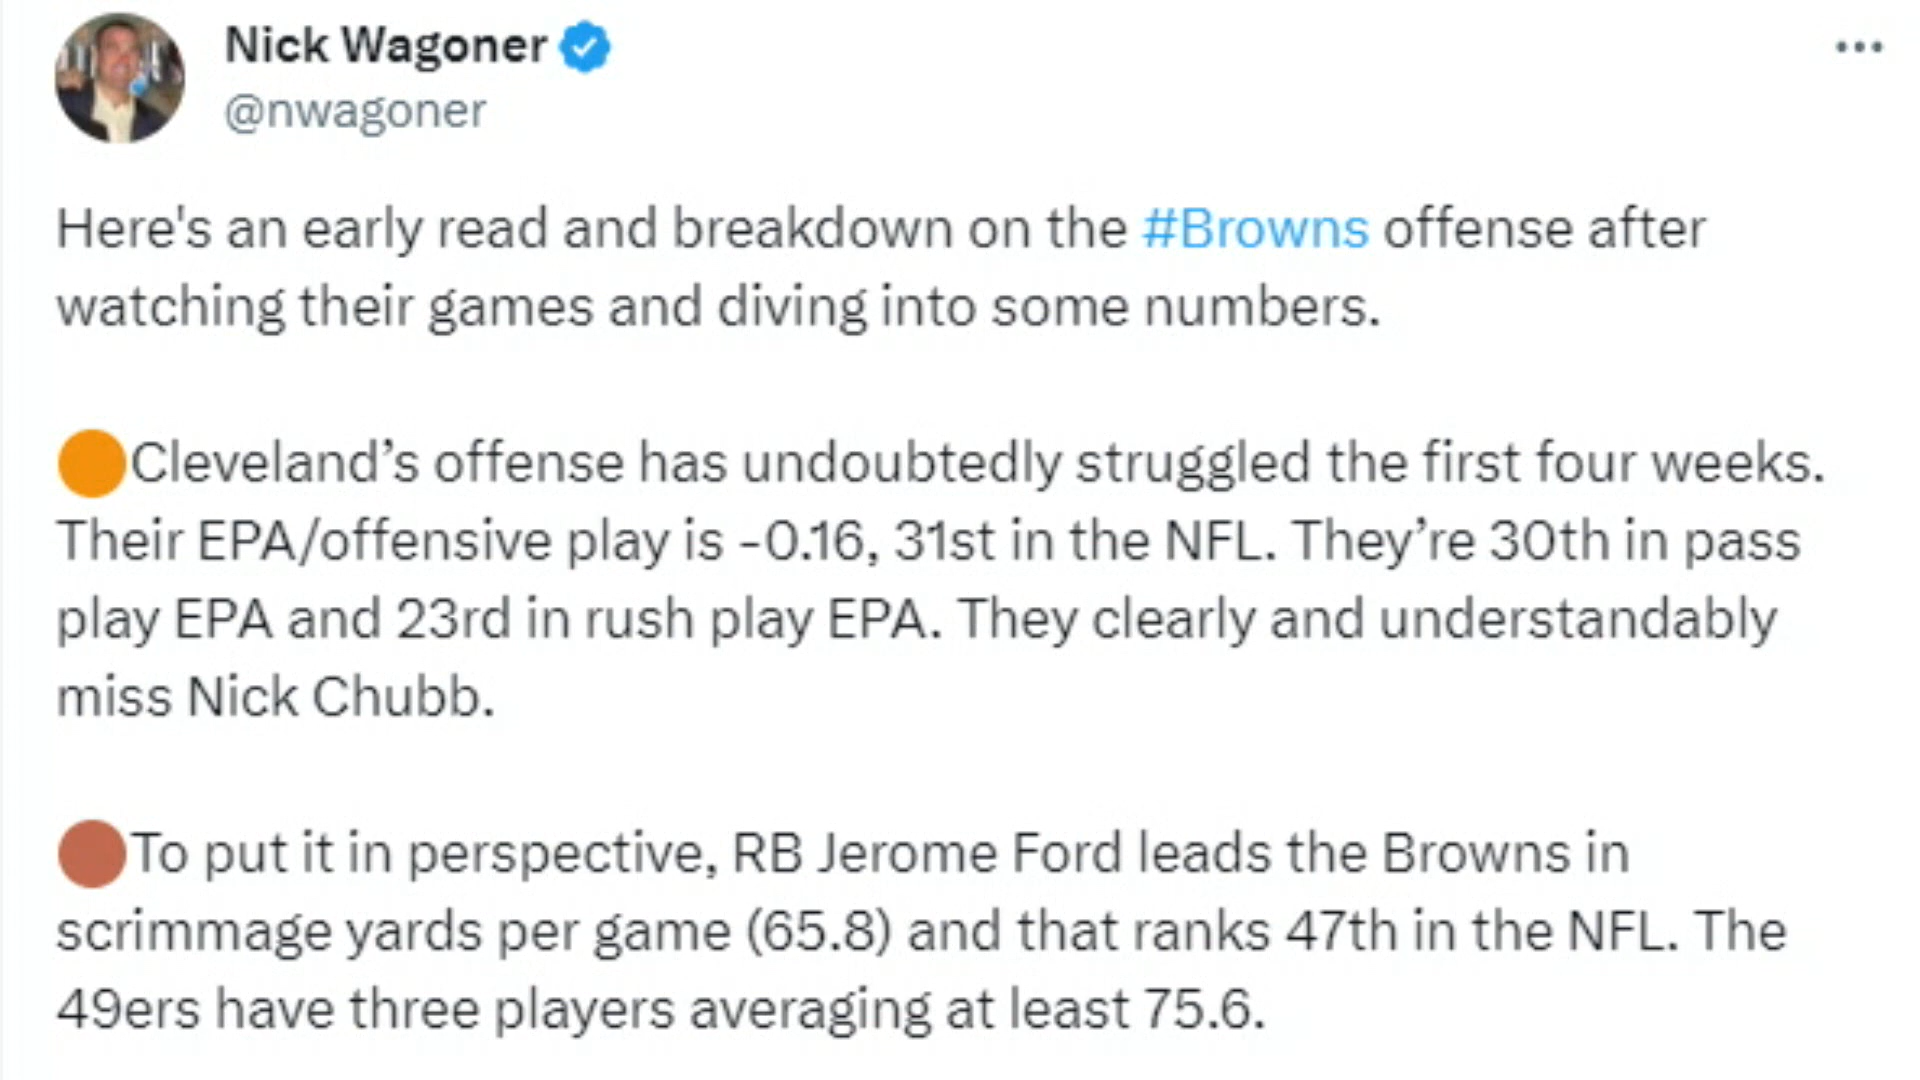 Nick Wagoner
@nwagoner
Here's an early read and breakdown on the #Browns offense after
watching their games and diving into some numbers.
Cleveland’s offense has undoubtedly struggled the first four weeks.
Their EPA/offensive play is -0.16, 31st in the NFL. They’re 30th in pass
play EPA and 23rd in rush play EPA. They clearly and understandably
miss Nick Chubb.
To put it in perspective, RB Jerome Ford leads the Browns in
scrimmage yards per game (65.8) and that ranks 47th in the NFL. The
49ers have three players averaging at least 75.6.